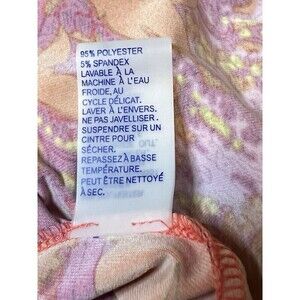 95% POLYESTER
5% SPANDEX
LAVABLE À LA
MACHINE À L'EAU
FROIDE, AU
CYCLE DÉLICAT.
LAVER À L'ENVERS.
NE PAS JAVELLISER.
SUSPENDRE SUR UN
CINTRE POUR
SÉCHER.
REPASSEZ À BASSE
TEMPÉRATURE.
PEUT ÊTRE NETTOYÉ
À SEC.